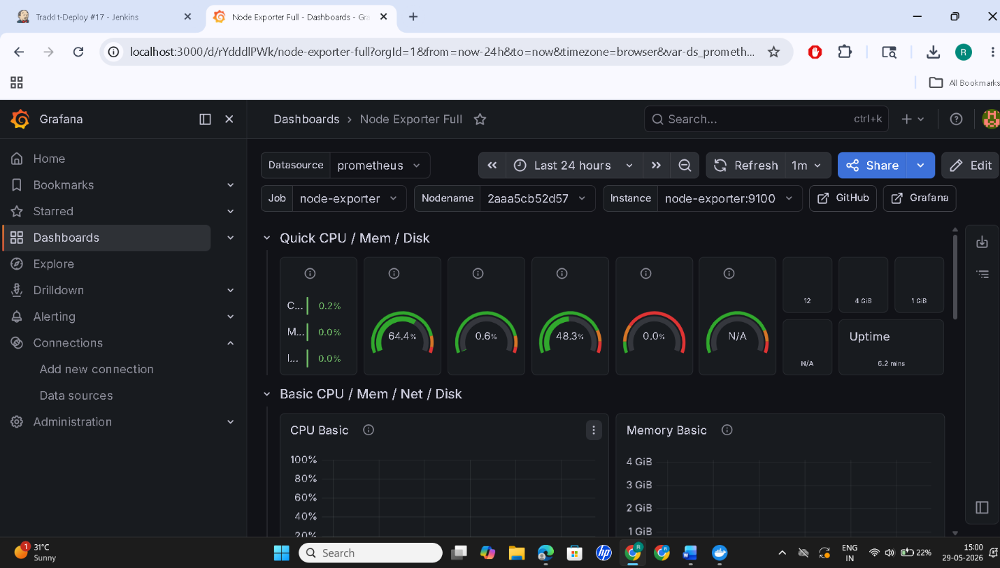 TrackIt-Deploy #17 - Jenkins
Node Exporter Full - Dashboards - Gra
localhost:3000/d/rYdddlPWk/node-exporter-full?orgId=1&from=now-24h&to=now&timezone=browser&var-ds_prometh...
R
All Bookmarks
Grafana
Dashboards › Node Exporter Full
Search... ctrl+k
Home
Bookmarks
Starred
Dashboards
Explore
Drilldown
Alerting
Connections
Add new connection
Data sources
Administration
Datasource prometheus
Last 24 hours
Refresh 1m
Share
Edit
Job node-exporter
Nodename 2aaa5cb52d57
Instance node-exporter:9100
GitHub
Grafana
Quick CPU / Mem / Disk
C... 0.2%
M... 0.0%
I... 0.0%
64.4%
0.6%
48.3%
0.0%
N/A
12
4 GiB
1 GiB
N/A
Uptime
6.2 mins
Basic CPU / Mem / Net / Disk
CPU Basic
100%
80%
60%
40%
20%
Memory Basic
4 GiB
3 GiB
2 GiB
1 GiB
1
31°C
Sunny
Search
R
ENG
IN
22%
15:00
29-05-2026